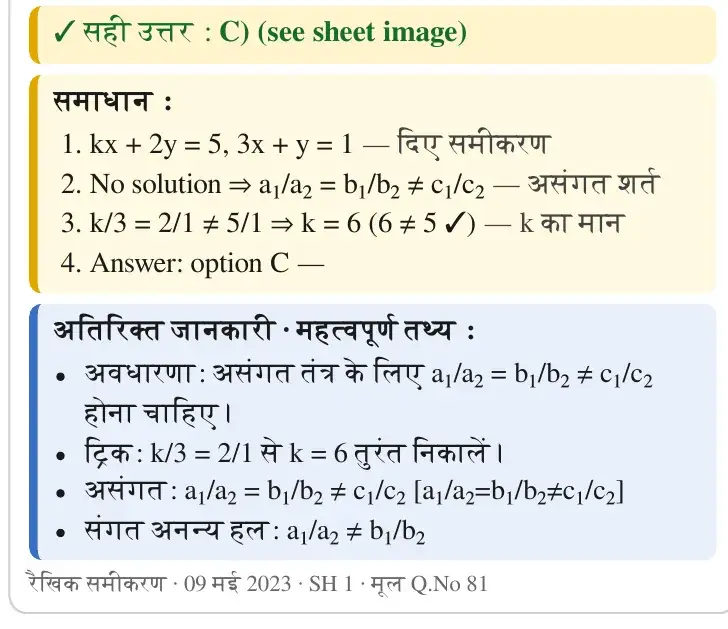 ✓ सही उत्तर : C) (see sheet image)
समाधान :
1. kx + 2y = 5, 3x + y = 1 — दिए समीकरण
2. No solution ⇒ a₁/a₂ = b₁/b₂ ≠ c₁/c₂ — असंगत शर्त
3. k/3 = 2/1 ≠ 5/1 ⇒ k = 6 (6 ≠ 5 ✓) — k का मान
4. Answer: option C —
अतिरिक्त जानकारी · महत्वपूर्ण तथ्य :
• अवधारणा : असंगत तंत्र के लिए a₁/a₂ = b₁/b₂ ≠ c₁/c₂
होना चाहिए।
• ट्रिक : k/3 = 2/1 से k = 6 तुरंत निकालें।
• असंगत : a₁/a₂ = b₁/b₂ ≠ c₁/c₂ [a₁/a₂=b₁/b₂≠c₁/c₂]
• संगत अनन्य हल : a₁/a₂ ≠ b₁/b₂
रैखिक समीकरण · 09 मई 2023 · SH 1 · मूल Q.No 81